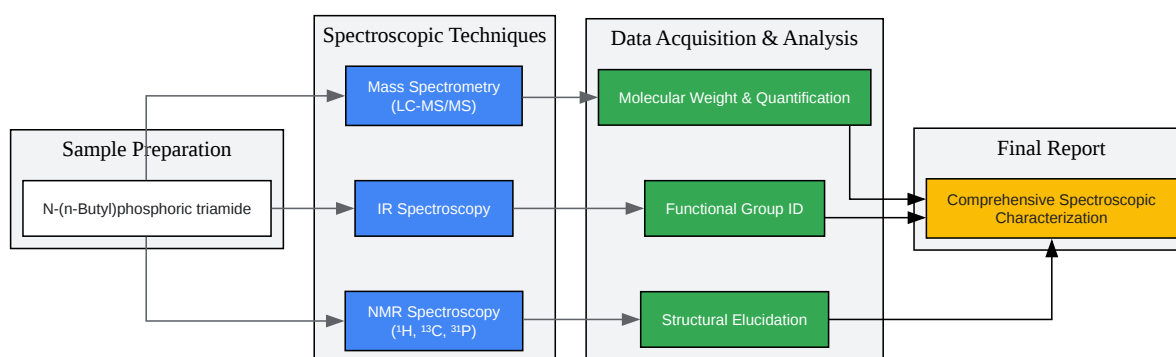 Spectroscopic Techniques
Data Acquisition & Analysis
Mass Spectrometry
(LC-MS/MS)
Molecular Weight & Quantification
Sample Preparation
Final Report
N-(n-Butyl)phosphoric triamide
IR Spectroscopy
Functional Group ID
Comprehensive Spectroscopic
Characterization
NMR Spectroscopy
(¹H, ¹³C, ³¹P)
Structural Elucidation